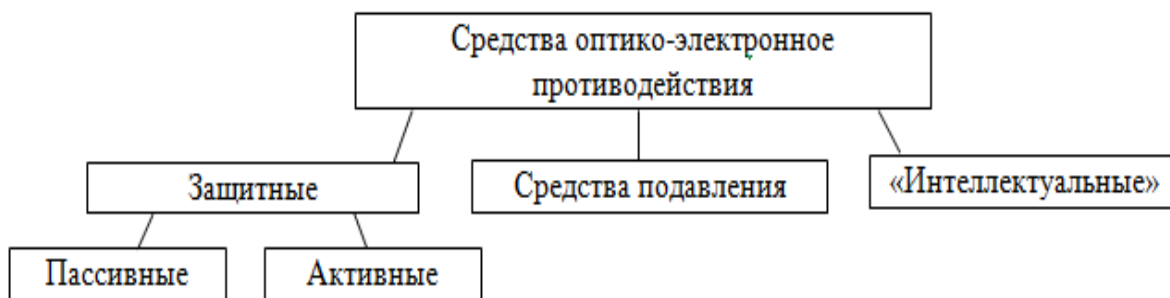 Средства оптико-электронное
противодействия
Защитные
Средства подавления
«Интеллектуальные»
Пассивные
Активные